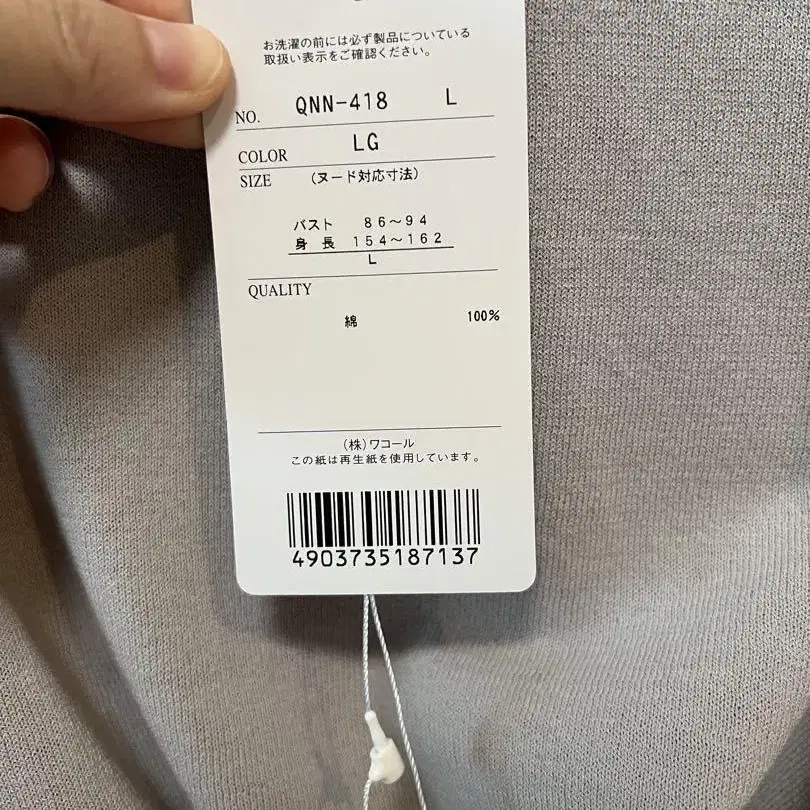 お洗濯の前には必ず製品についている
取扱い表示をご確認ください。
NO. QNN-418 L
COLOR LG
SIZE (ヌード対応寸法)
バスト 86～94
身長 154～162
L
QUALITY
綿 100%
(株)ワコール
この紙は再生紙を使用しています。
4903735187137